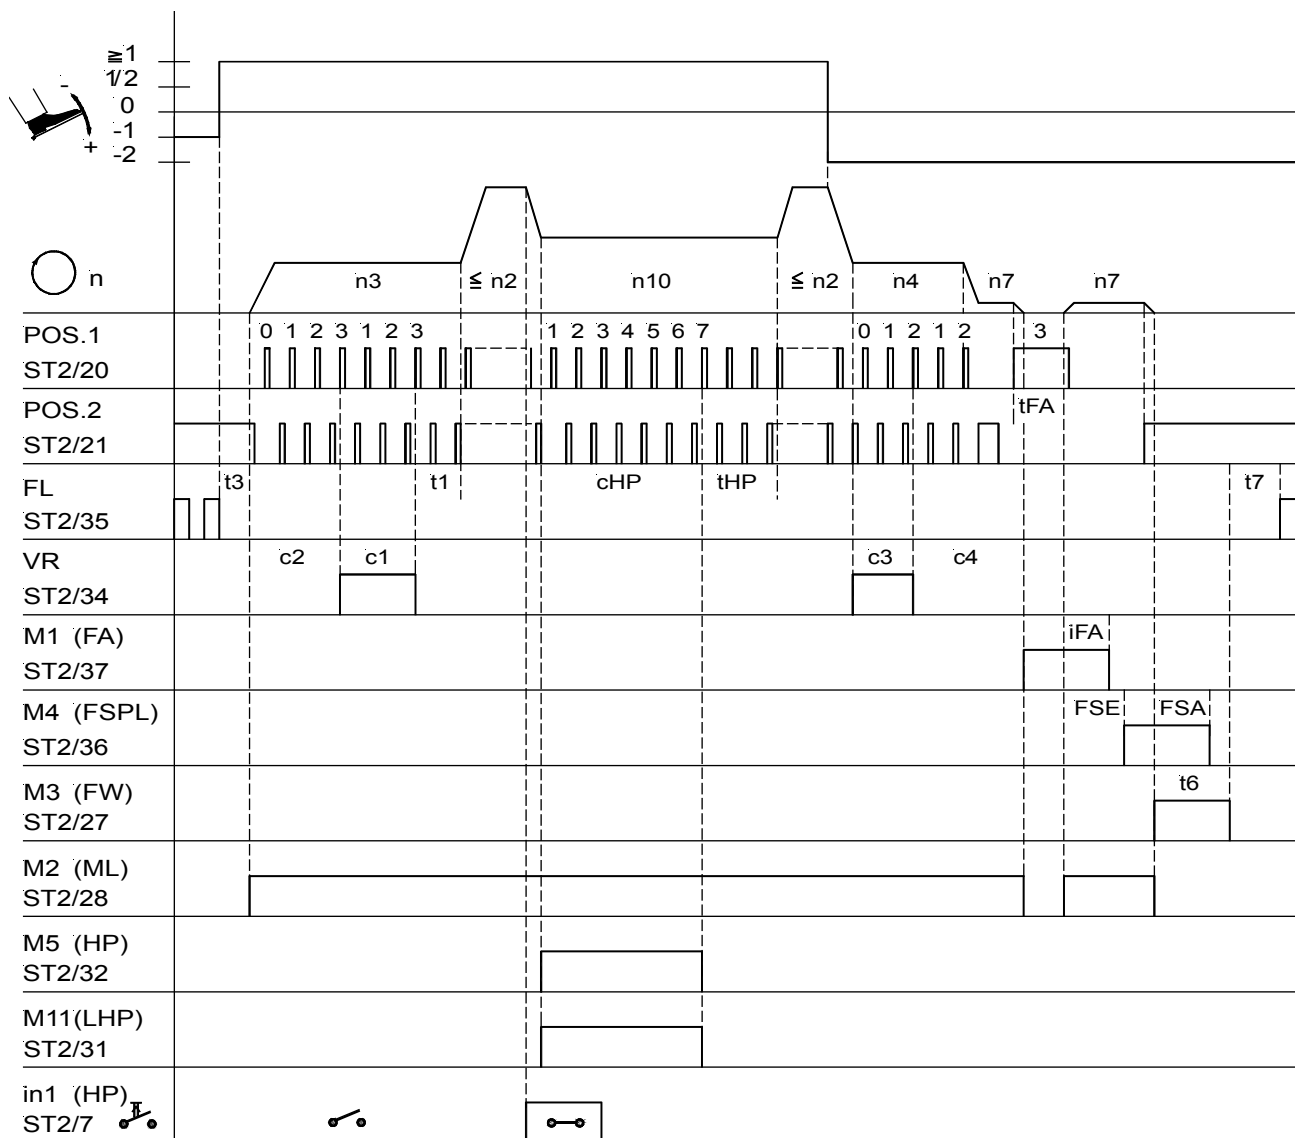 ≧1
1/2
-
0
-1
+
-2
n
n3
≤ n2
n10
≤ n2
n4
n7
n7
POS.1
0 1 2 3 1 2 3
1 2 3 4 5 6 7
0 1 2 1 2
3
ST2/20
POS.2
tFA
ST2/21
FL
t3
t1
cHP
tHP
t7
ST2/35
VR
c2
c1
c3
c4
ST2/34
M1 (FA)
iFA
ST2/37
M4 (FSPL)
FSE
FSA
ST2/36
M3 (FW)
t6
ST2/27
M2 (ML)
ST2/28
M5 (HP)
ST2/32
M11(LHP)
ST2/31
in1 (HP)
ST2/7